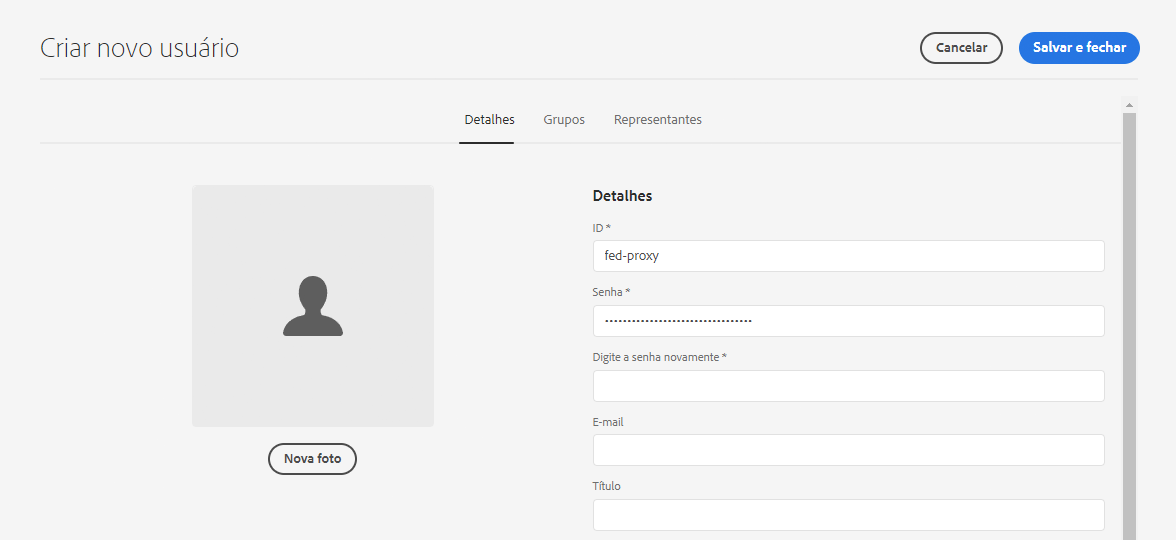 Criar novo usuário
Cancelar
Salvar e fechar
Detalhes
Grupos
Representantes
Detalhes
ID *
fed-proxy
Senha *
Digite a senha novamente *
E-mail
Título
Nova foto